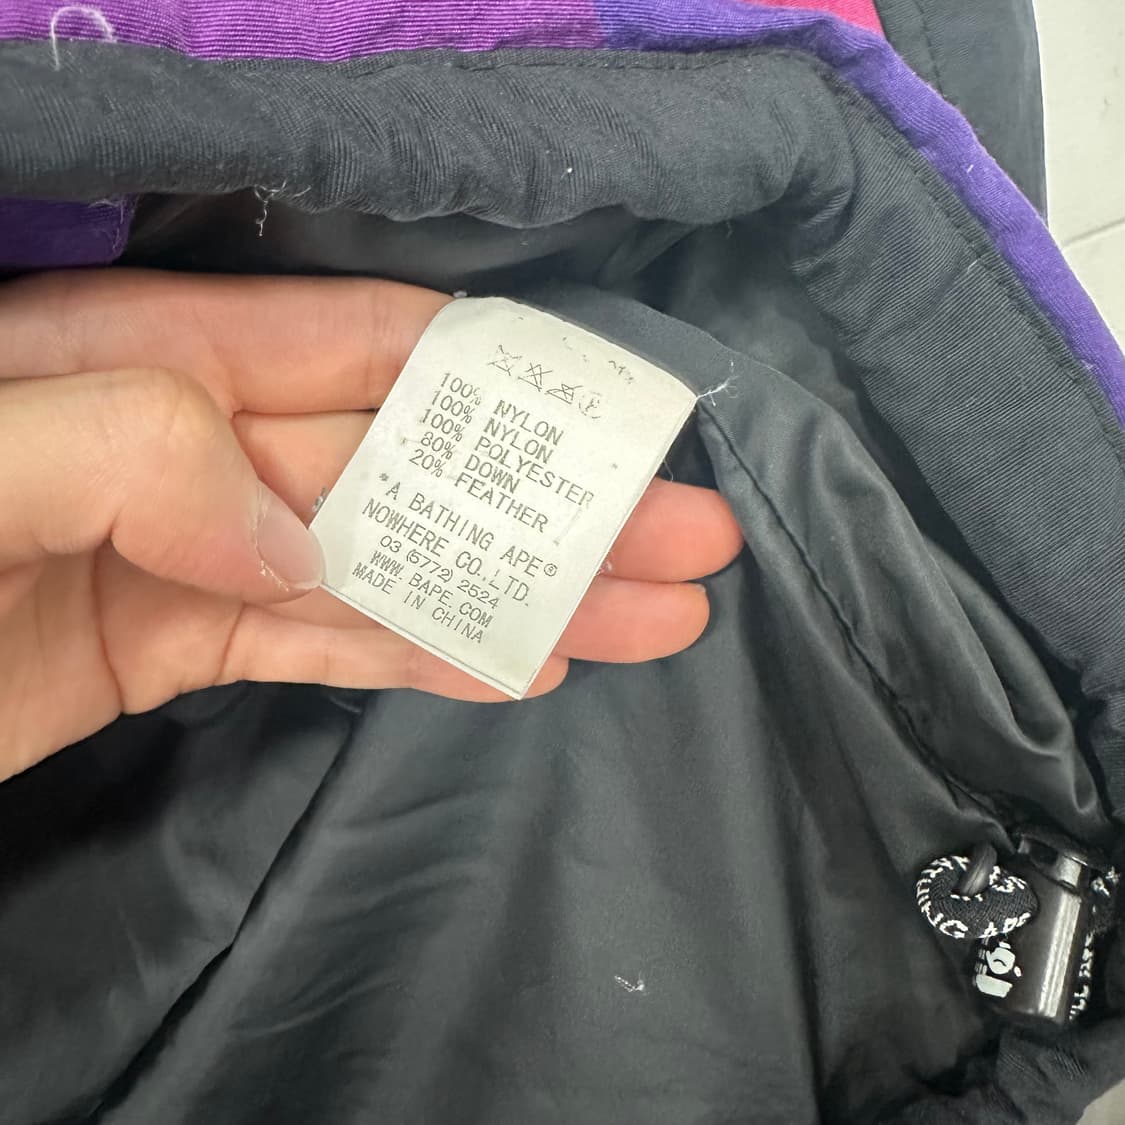 100% NYLON
100% NYLON
100% POLYESTER
80% DOWN
20% FEATHER
*A BATHING APE®
NOWHERE CO.,LTD.
03 (5772) 2524
WWW.BAPE.COM
MADE IN CHINA